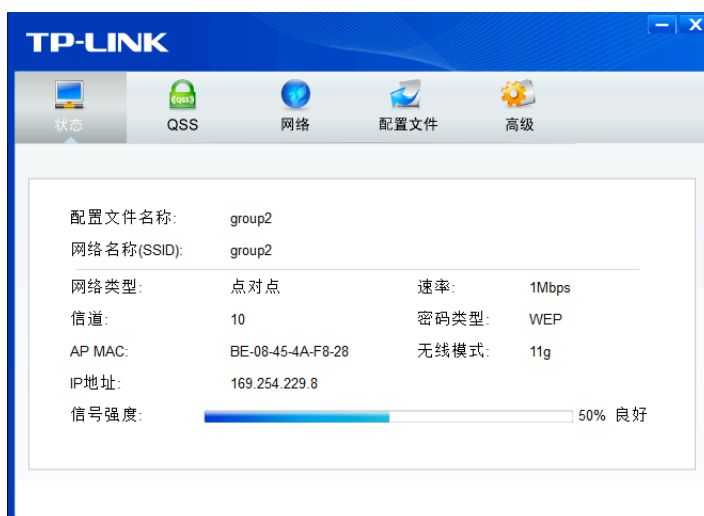 TP-LINK
QSS
状态 QSS 网络 配置文件 高级
配置文件名称: group2
网络名称(SSID): group2
网络类型: 点对点 速率: 1Mbps
信道: 10 密码类型: WEP
AP MAC: BE-08-45-4A-F8-28 无线模式: 11g
IP地址: 169.254.229.8
信号强度: 50% 良好